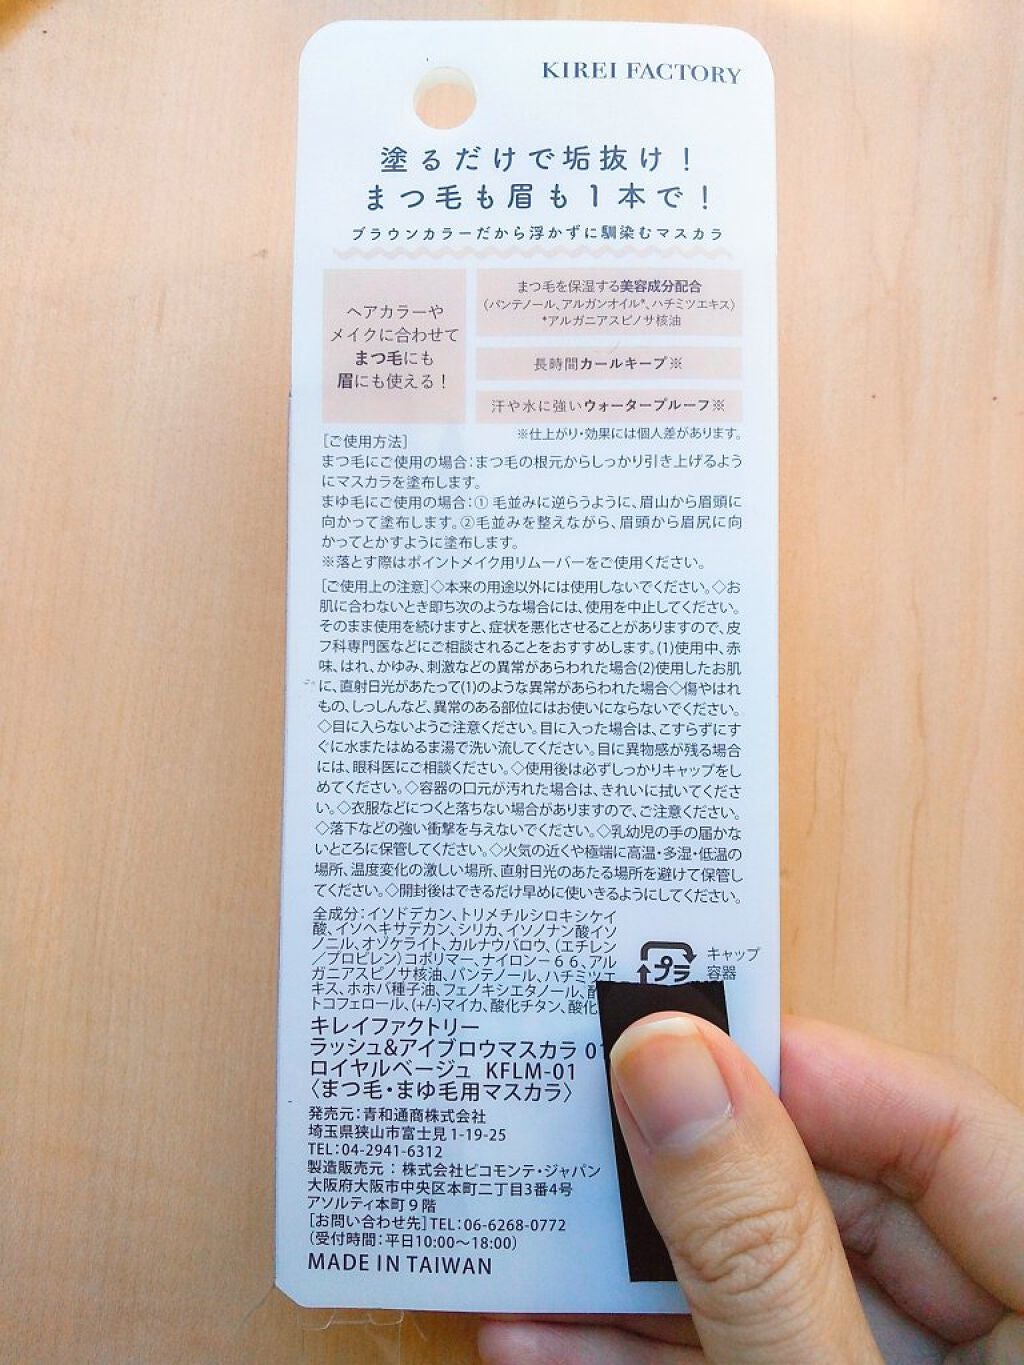 KIREI FACTORY
塗るだけで垢抜け！
まつ毛も眉も1本で！
ブラウンカラーだから浮かずに馴染むマスカラ
ヘアカラーや
メイクに合わせて
まつ毛にも
眉にも使える！
まつ毛を保湿する美容成分配合
（パンテノール、アルガンオイル*、ハチミツエキス）
*アルガニアスピノサ核油
長時間カールキープ※
汗や水に強いウォータープルーフ※
※仕上がり・効果には個人差があります。
［ご使用方法］
まつ毛にご使用の場合：まつ毛の根元からしっかり引き上げるよう
にマスカラを塗布します。
まゆ毛にご使用の場合：① 毛並みに逆らうように、眉山から眉頭に
向かって塗布します。②毛並みを整えながら、眉頭から眉尻に向
かってとかすように塗布します。
※落とす際はポイントメイク用リムーバーをご使用ください。
［ご使用上の注意］◇本来の用途以外には使用しないでください。◇お
肌に合わないとき即ち次のような場合には、使用を中止してください。
そのまま使用を続けますと、症状を悪化させることがありますので、皮
フ科専門医などにご相談されることをおすすめします。(1)使用中、赤
味、はれ、かゆみ、刺激などの異常があらわれた場合(2)使用したお肌
に、直射日光があたって(1)のような異常があらわれた場合◇傷やはれ
もの、しっしんなど、異常のある部位にはお使いにならないでください。
◇目に入らないようご注意ください。目に入った場合は、こすらずにす
ぐに水またはぬるま湯で洗い流してください。目に異物感が残る場合
には、眼科医にご相談ください。◇使用後は必ずしっかりキャップをし
めてください。◇容器の口元が汚れた場合は、きれいに拭いてくださ
い。◇衣服などにつくと落ちない場合がありますので、ご注意ください。
◇落下などの強い衝撃を与えないでください。◇乳幼児の手の届かな
いところに保管してください。◇火気の近くや極端に高温・多湿・低温の
場所、温度変化の激しい場所、直射日光のあたる場所を避けて保管し
てください。◇開封後はできるだけ早めに使いきるようにしてください。
全成分：イソドデカン、トリメチルシロキシケイ
酸、イソヘキサデカン、シリカ、イソノナン酸イソ
ノニル、オゾケライト、カルナウバロウ、（エチレン
／プロピレン）コポリマー、ナイロン－６６、アル
ガニアスピノサ核油、パンテノール、ハチミツエ
キス、ホホバ種子油、フェノキシエタノール、酢
トコフェロール、(+/-)マイカ、酸化チタン、酸化
プラ
キャップ
容器
キレイファクトリー
ラッシュ&アイブロウマスカラ 01
ロイヤルベージュ KFLM-01
〈まつ毛・まゆ毛用マスカラ〉
発売元：青和通商株式会社
埼玉県狭山市富士見 1-19-25
TEL：04-2941-6312
製造販売元：株式会社ピコモンテ・ジャパン
大阪府大阪市中央区本町二丁目3番4号
アソルティ本町９階
［お問い合わせ先］TEL：06-6268-0772
（受付時間：平日10:00～18:00）
MADE IN TAIWAN